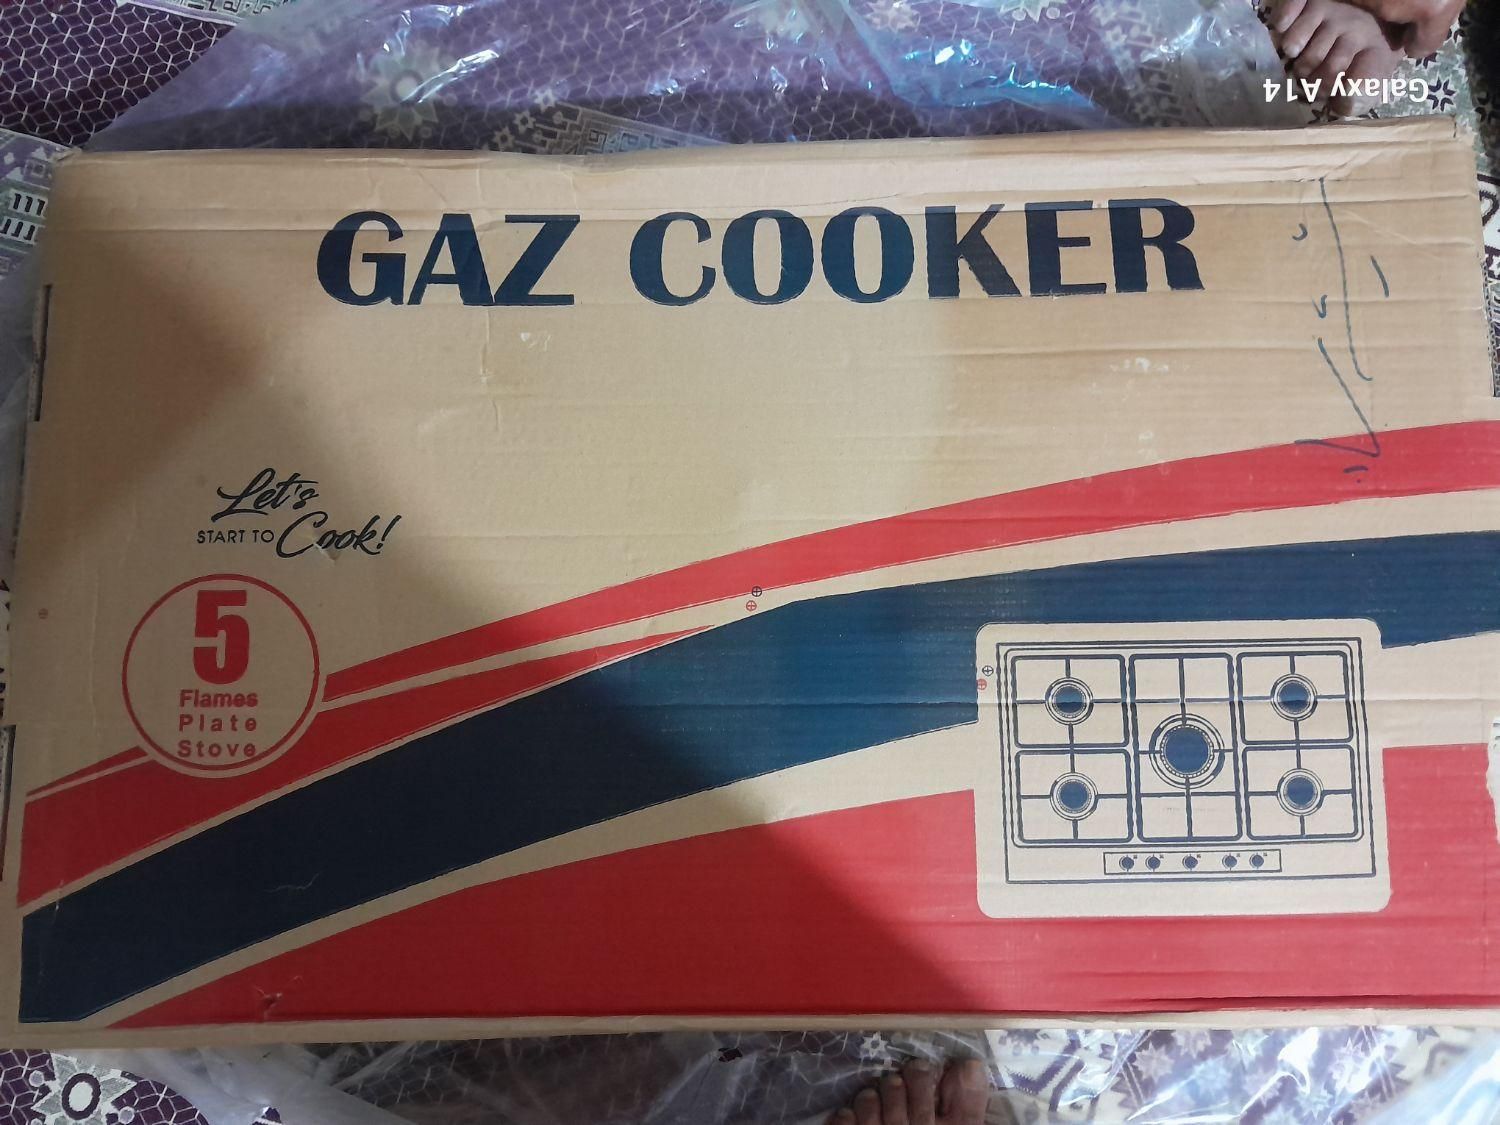 Galaxy A14
GAZ COOKER
Let's
START TO Cook!
5
Flames
Plate
Stove